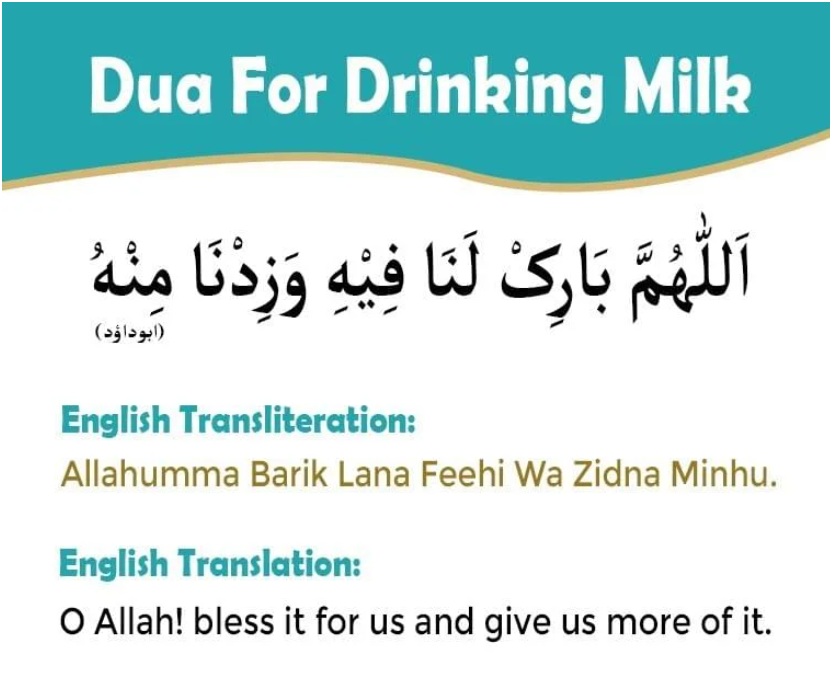 Dua For Drinking Milk
اَللّٰهُمَّ بَارِکْ لَنَا فِيْهِ وَزِدْنَا مِنْهُ
(ابوداؤد)
English Transliteration:
Allahumma Barik Lana Feehi Wa Zidna Minhu.
English Translation:
O Allah! bless it for us and give us more of it.